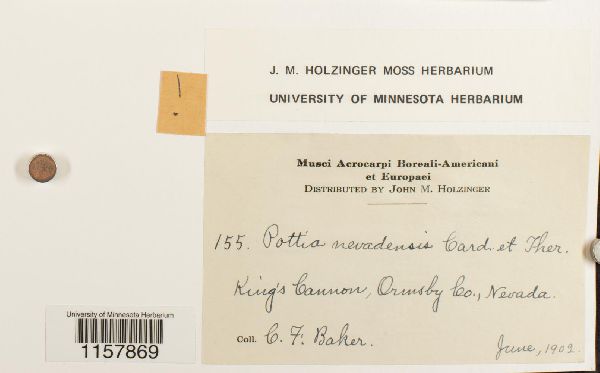 J. M. HOLZINGER MOSS HERBARIUM
UNIVERSITY OF MINNESOTA HERBARIUM
!
Musci Acrocarpi Boreali-Americani
et Europaei
DISTRIBUTED BY JOHN M. HOLZINGER
155. Pottia nevadensis Card. et Ther.
King's Cannon, Ormsby Co., Nevada.
Coll. C. F. Baker.
June, 1902.
University of Minnesota Herbarium
1157869